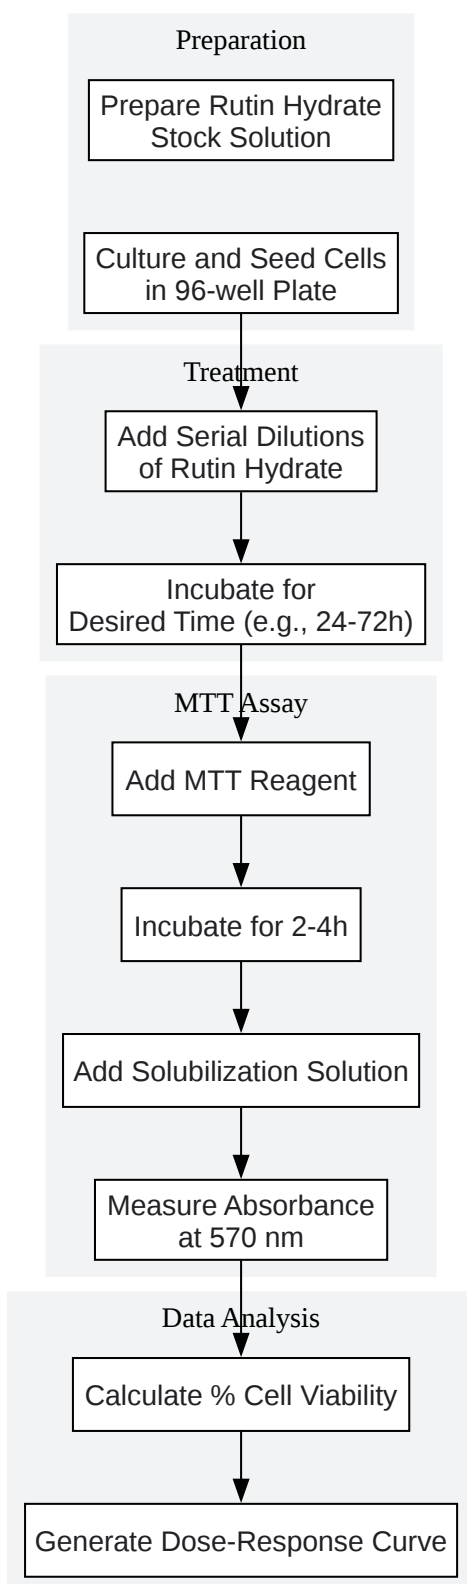 Preparation
Prepare Rutin Hydrate
Stock Solution
Culture and Seed Cells
in 96-well Plate
Treatment
Add Serial Dilutions
of Rutin Hydrate
Incubate for
Desired Time (e.g., 24-72h)
MTT Assay
Add MTT Reagent
Incubate for 2-4h
Add Solubilization Solution
Measure Absorbance
at 570 nm
Data Analysis
Calculate % Cell Viability
Generate Dose-Response Curve